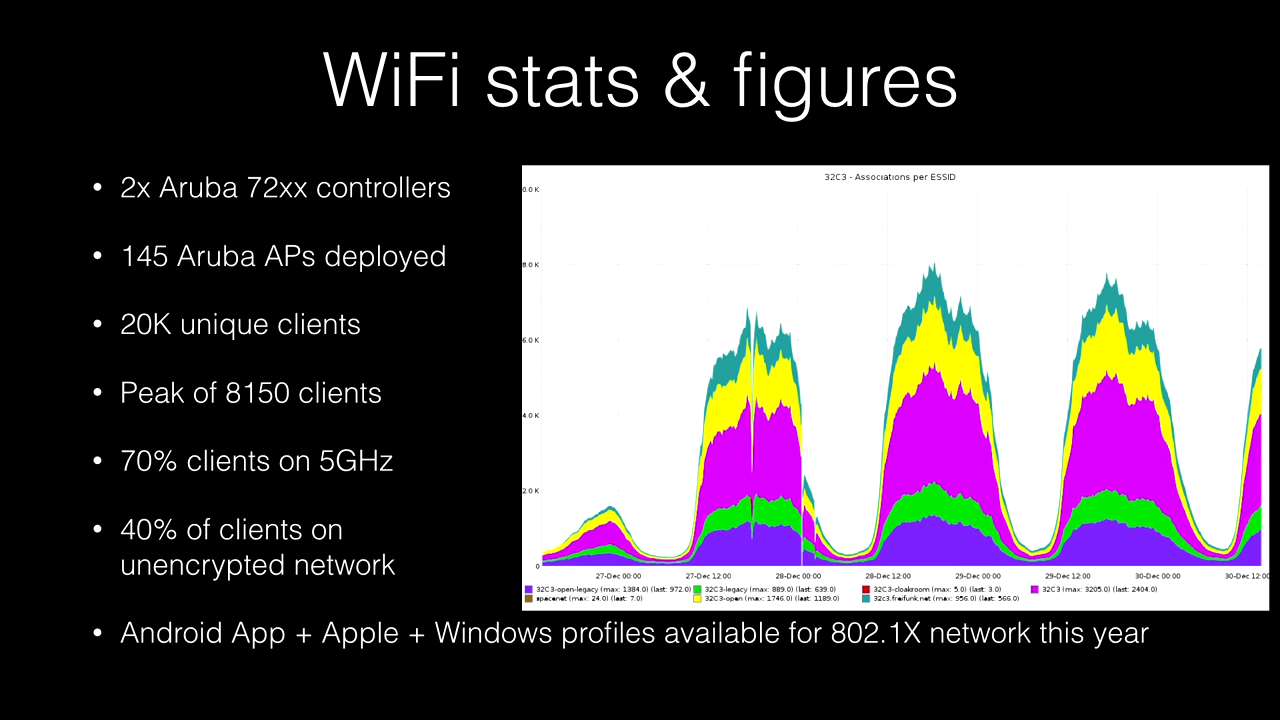 WiFi stats & figures
• 2x Aruba 72xx controllers
• 145 Aruba APs deployed
• 20K unique clients
• Peak of 8150 clients
• 70% clients on 5GHz
• 40% of clients on
unencrypted network
• Android App + Apple + Windows profiles available for 802.1X network this year
32C3 - Associations per ESSID
0.0 K
8.0 K
6.0 K
4.0 K
2.0 K
0
27-Dec 00:00 27-Dec 12:00 28-Dec 00:00 28-Dec 12:00 29-Dec 00:00 29-Dec 12:00 30-Dec 00:00 30-Dec 12:00
32C3-open-legacy (max: 1384.0) (last: 972.0) 32C3-legacy (max: 889.0) (last: 639.0) 32C3-cloakroom (max: 5.0) (last: 3.0) 32C3 (max: 3205.0) (last: 2404.0)
spacenet (max: 24.0) (last: 7.0) 32C3-open (max: 1746.0) (last: 1189.0) 32c3.freifunk.net (max: 956.0) (last: 566.0)